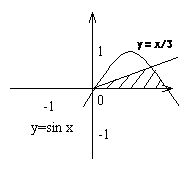 y = x/3
1
0
-1
y=sin x
-1